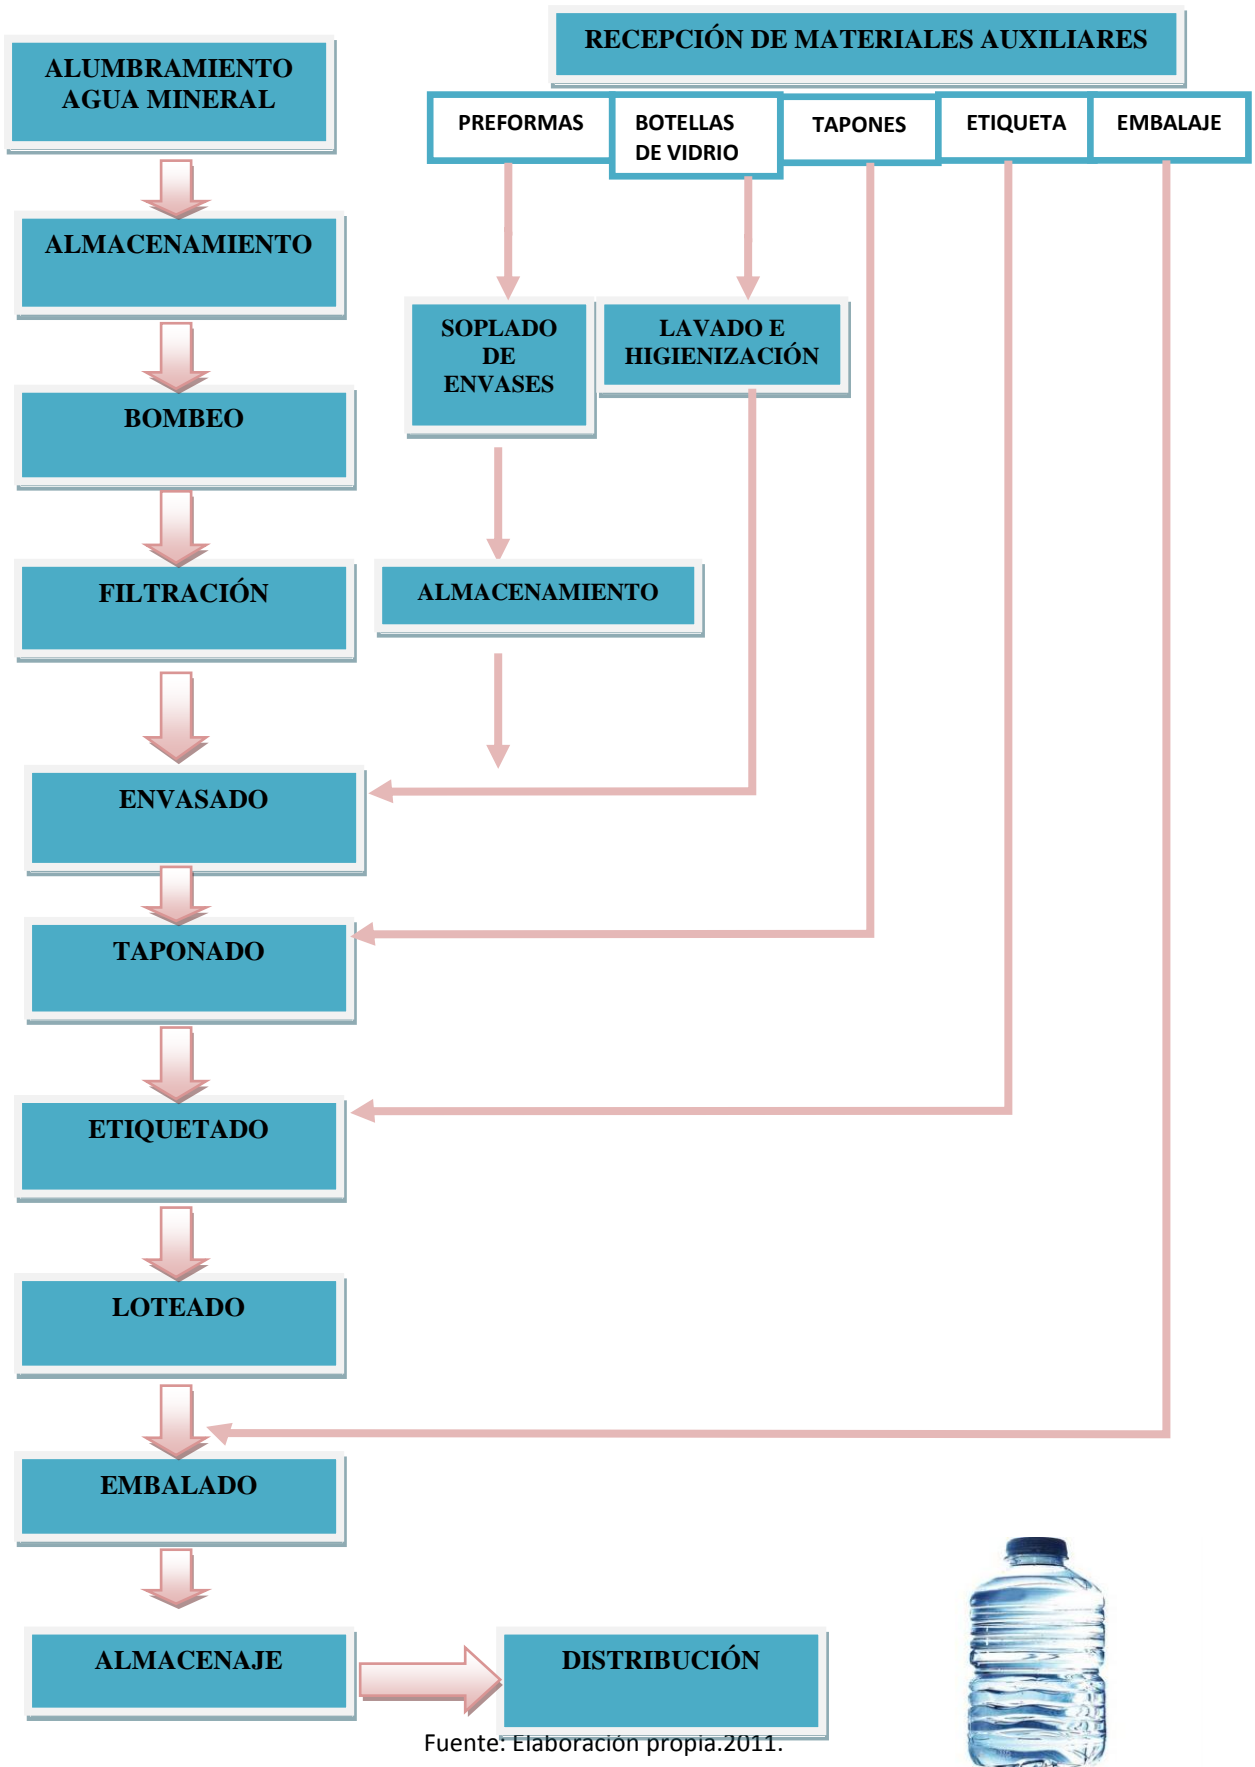 RECEPCIÓN DE MATERIALES AUXILIARES
ALUMBRAMIENTO
AGUA MINERAL
PREFORMAS
BOTELLAS
DE VIDRIO
TAPONES
ETIQUETA
EMBALAJE
ALMACENAMIENTO
SOPLADO
DE
ENVASES
LAVADO E
HIGIENIZACIÓN
BOMBEO
FILTRACIÓN
ALMACENAMIENTO
ENVASADO
TAPONADO
ETIQUETADO
LOTEADO
EMBALADO
ALMACENAJE
DISTRIBUCIÓN
Fuente: Elaboración propia.2011.